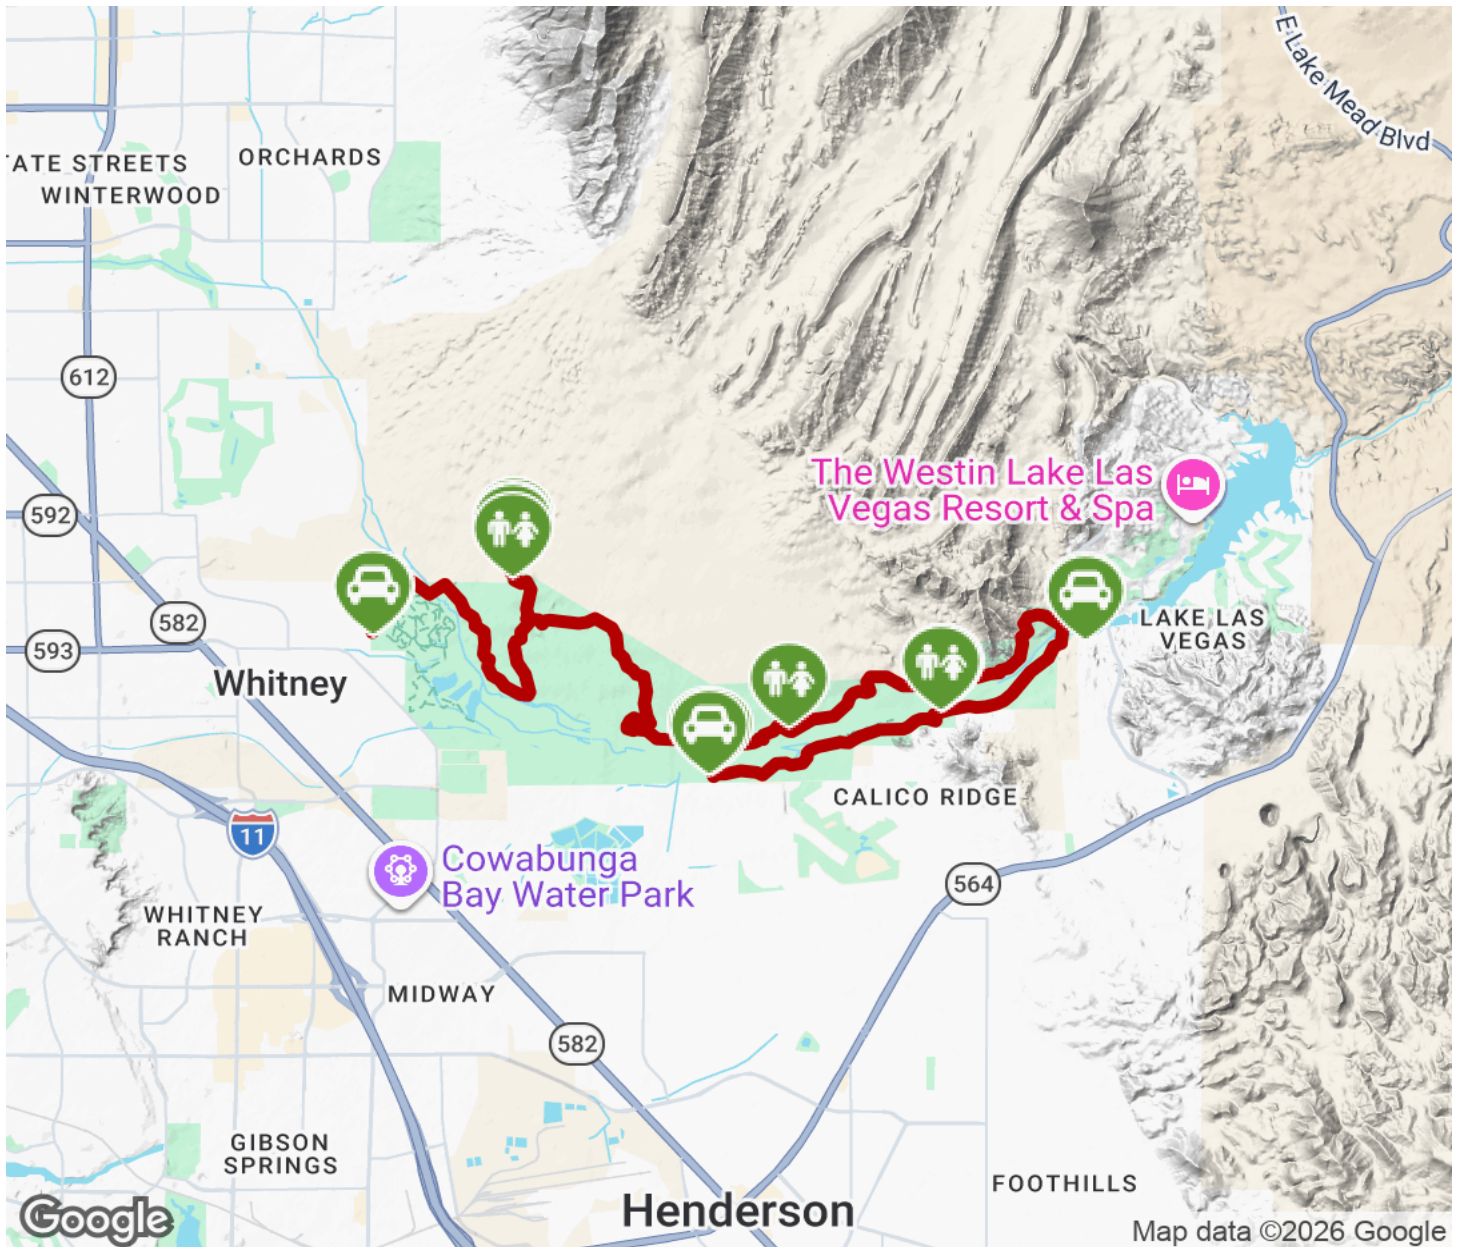 E Lake Mead Blvd
TATE STREETS
ORCHARDS
WINTERWOOD
612
The Westin Lake Las
Vegas Resort & Spa
592
582
593
LAKE LAS
VEGAS
Whitney
CALICO RIDGE
11
Cowabunga
Bay Water Park
564
WHITNEY
RANCH
MIDWAY
582
GIBSON
SPRINGS
FOOTHILLS
Henderson
Google
Map data ©2026 Google